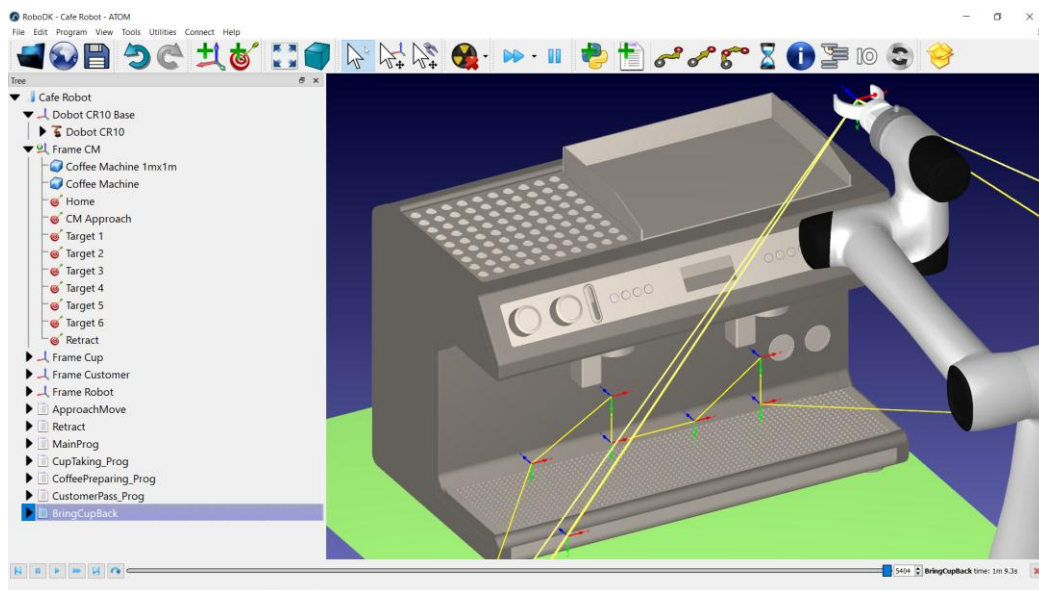 RoboDK - Cafe Robot - ATOM
File Edit Program View Tools Utilities Connect Help
IO
Tree
Cafe Robot
Dobot CR10 Base
Dobot CR10
Frame CM
Coffee Machine 1mx1m
Coffee Machine
Home
CM Approach
Target 1
Target 2
Target 3
Target 4
Target 5
Target 6
Retract
Frame Cup
Frame Customer
Frame Robot
ApproachMove
Retract
MainProg
CupTaking_Prog
CoffeePreparing_Prog
CustomerPass_Prog
BringCupBack
5404 BringCupBack time: 1m 9.3s